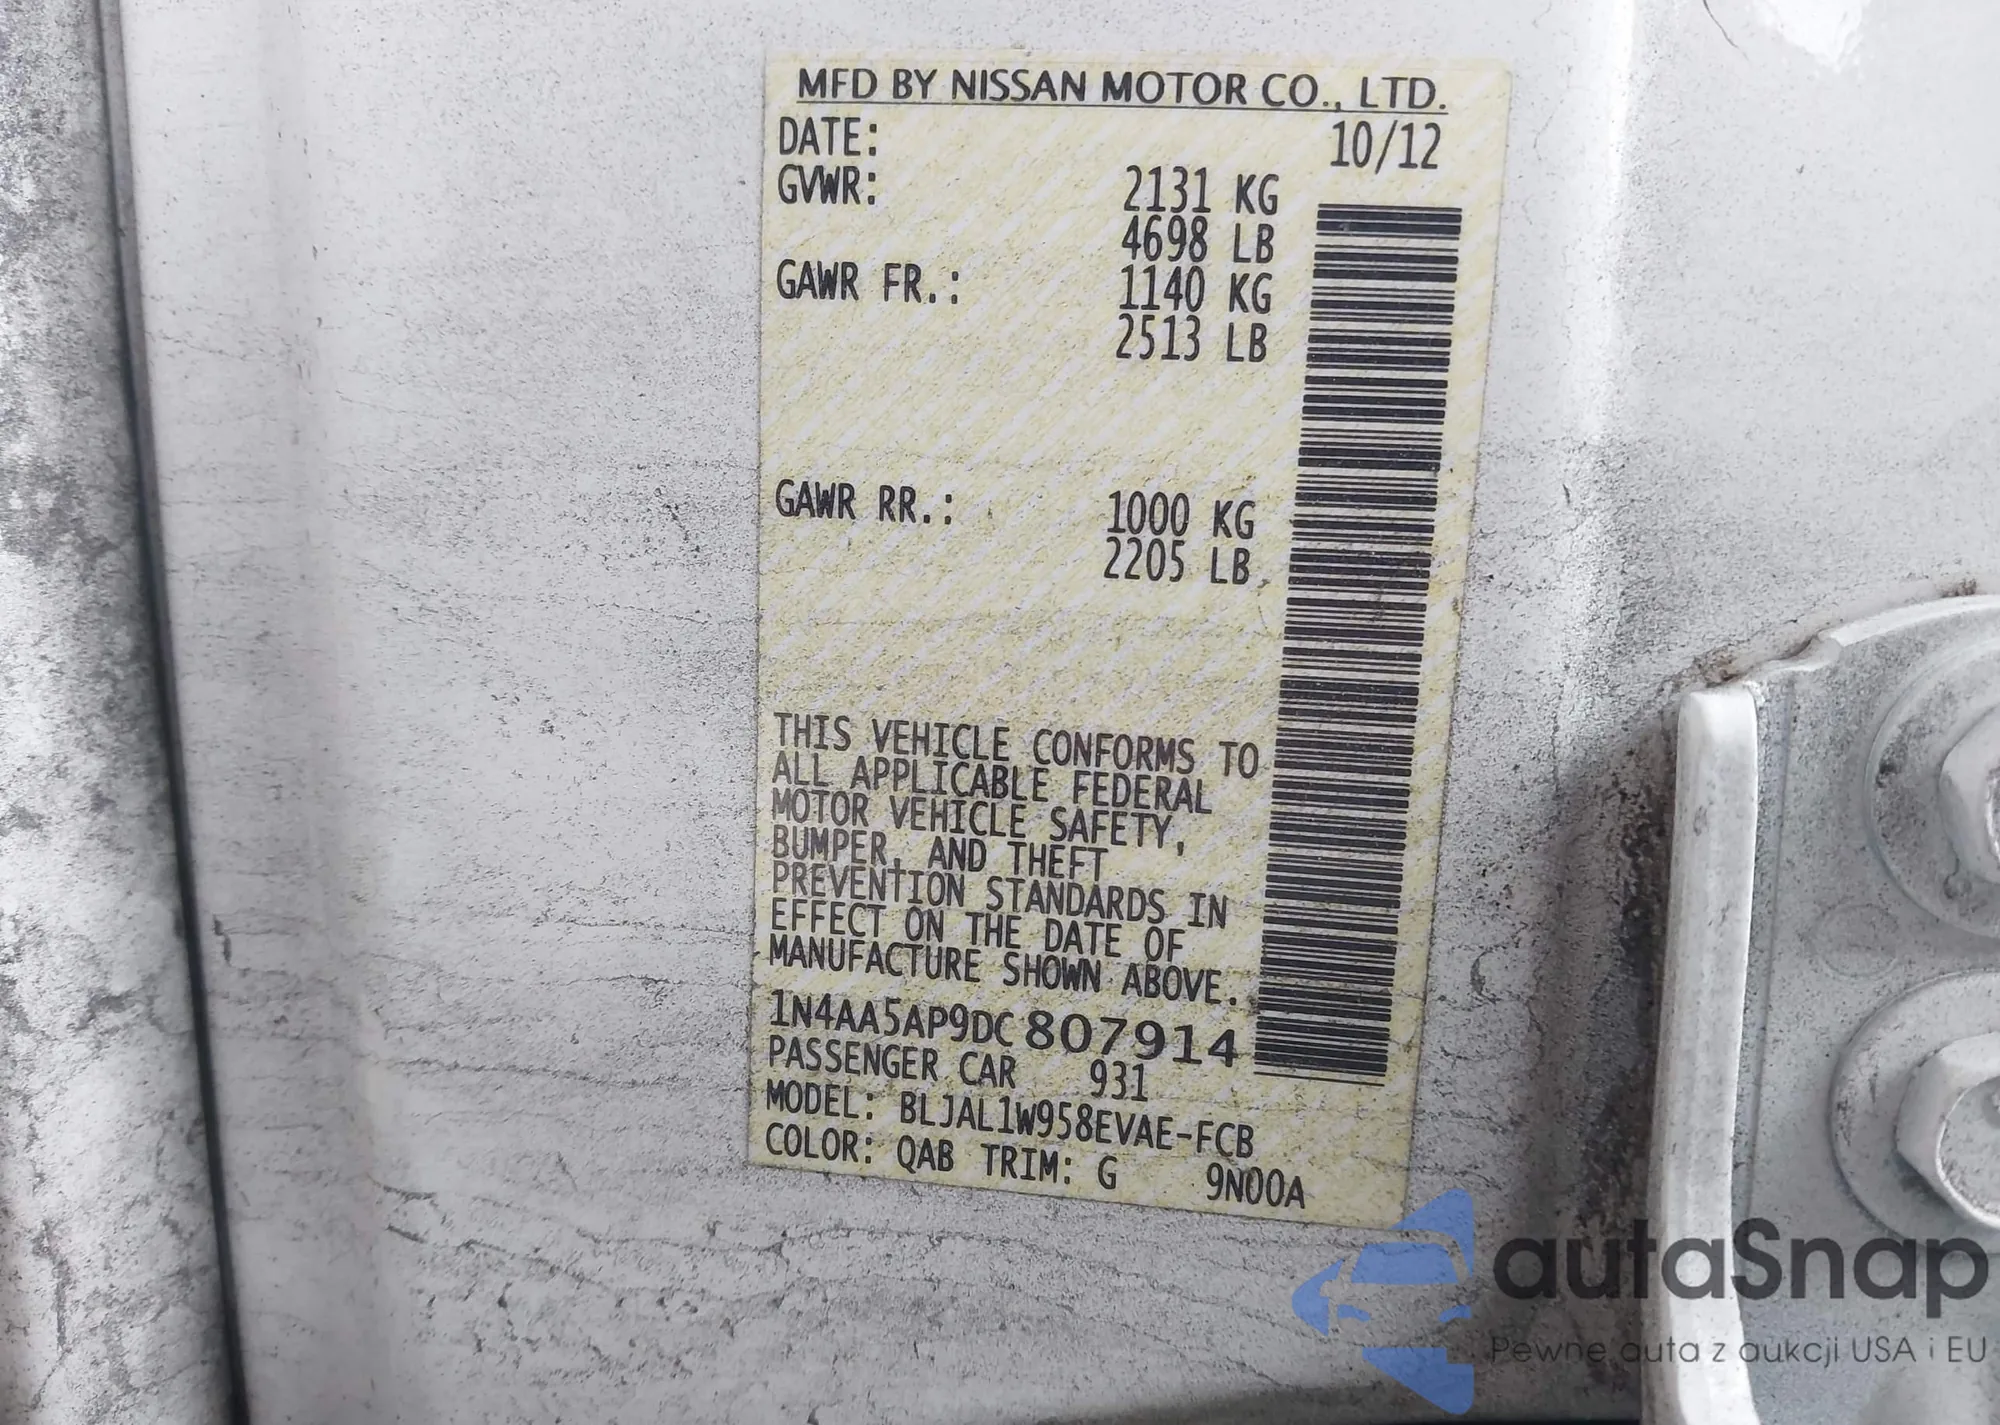 MFD BY NISSAN MOTOR CO., LTD.
DATE: 10/12
GVWR: 2131 KG
4698 LB
GAWR FR.: 1140 KG
2513 LB
GAWR RR.: 1000 KG
2205 LB
THIS VEHICLE CONFORMS TO
ALL APPLICABLE FEDERAL
MOTOR VEHICLE SAFETY,
BUMPER, AND THEFT
PREVENTION STANDARDS IN
EFFECT ON THE DATE OF
MANUFACTURE SHOWN ABOVE.
1N4AA5AP9DC807914
PASSENGER CAR 931
MODEL: BLJAL1W958EVAE-FCB
COLOR: QAB TRIM: G 9N00A
autaSnap
Pewne auta z aukcji USA i EU